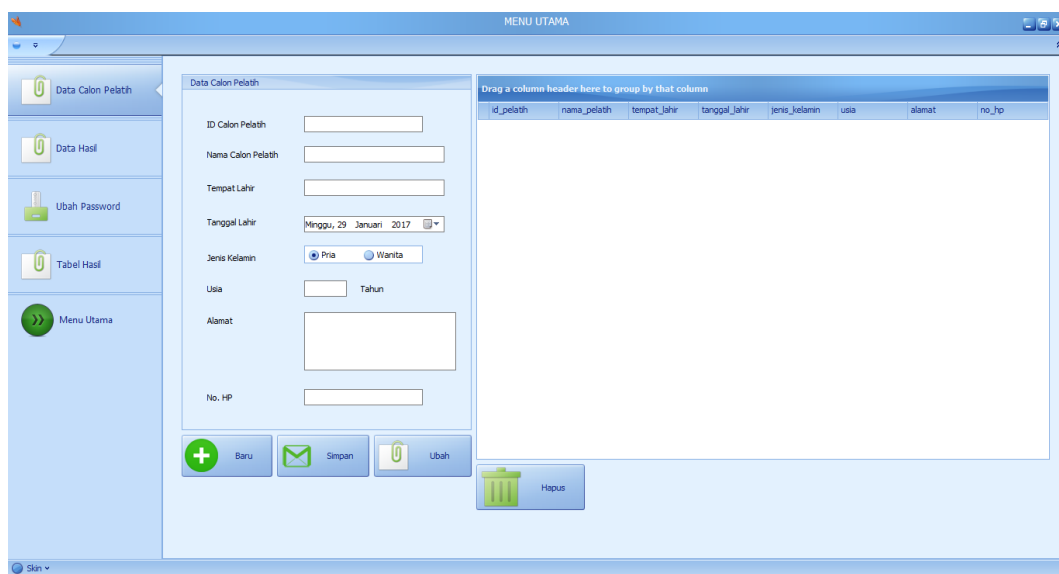 MENU UTAMA
Data Calon Pelatih
Data Hasil
Ubah Password
Tabel Hasil
Menu Utama
Data Calon Pelatih
ID Calon Pelatih
Nama Calon Pelatih
Tempat Lahir
Tanggal Lahir Minggu, 29 Januari 2017
Jenis Kelamin Pria Wanita
Usia Tahun
Alamat
No. HP
Baru Simpan Ubah
Drag a column header here to group by that column
id_pelatih nama_pelatih tempat_lahir tanggal_lahir jenis_kelamin usia alamat no_hp
Hapus
Skin